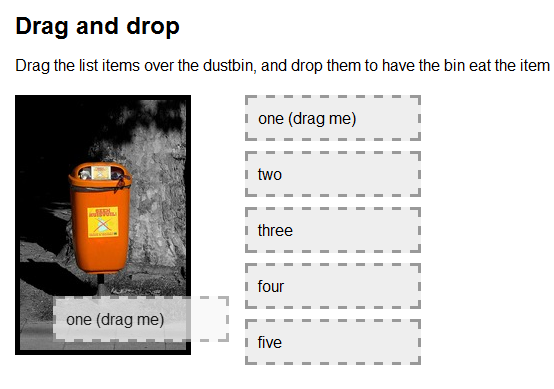 Drag and drop
Drag the list items over the dustbin, and drop them to have the bin eat the item
one (drag me)
two
three
four
one (drag me)
five